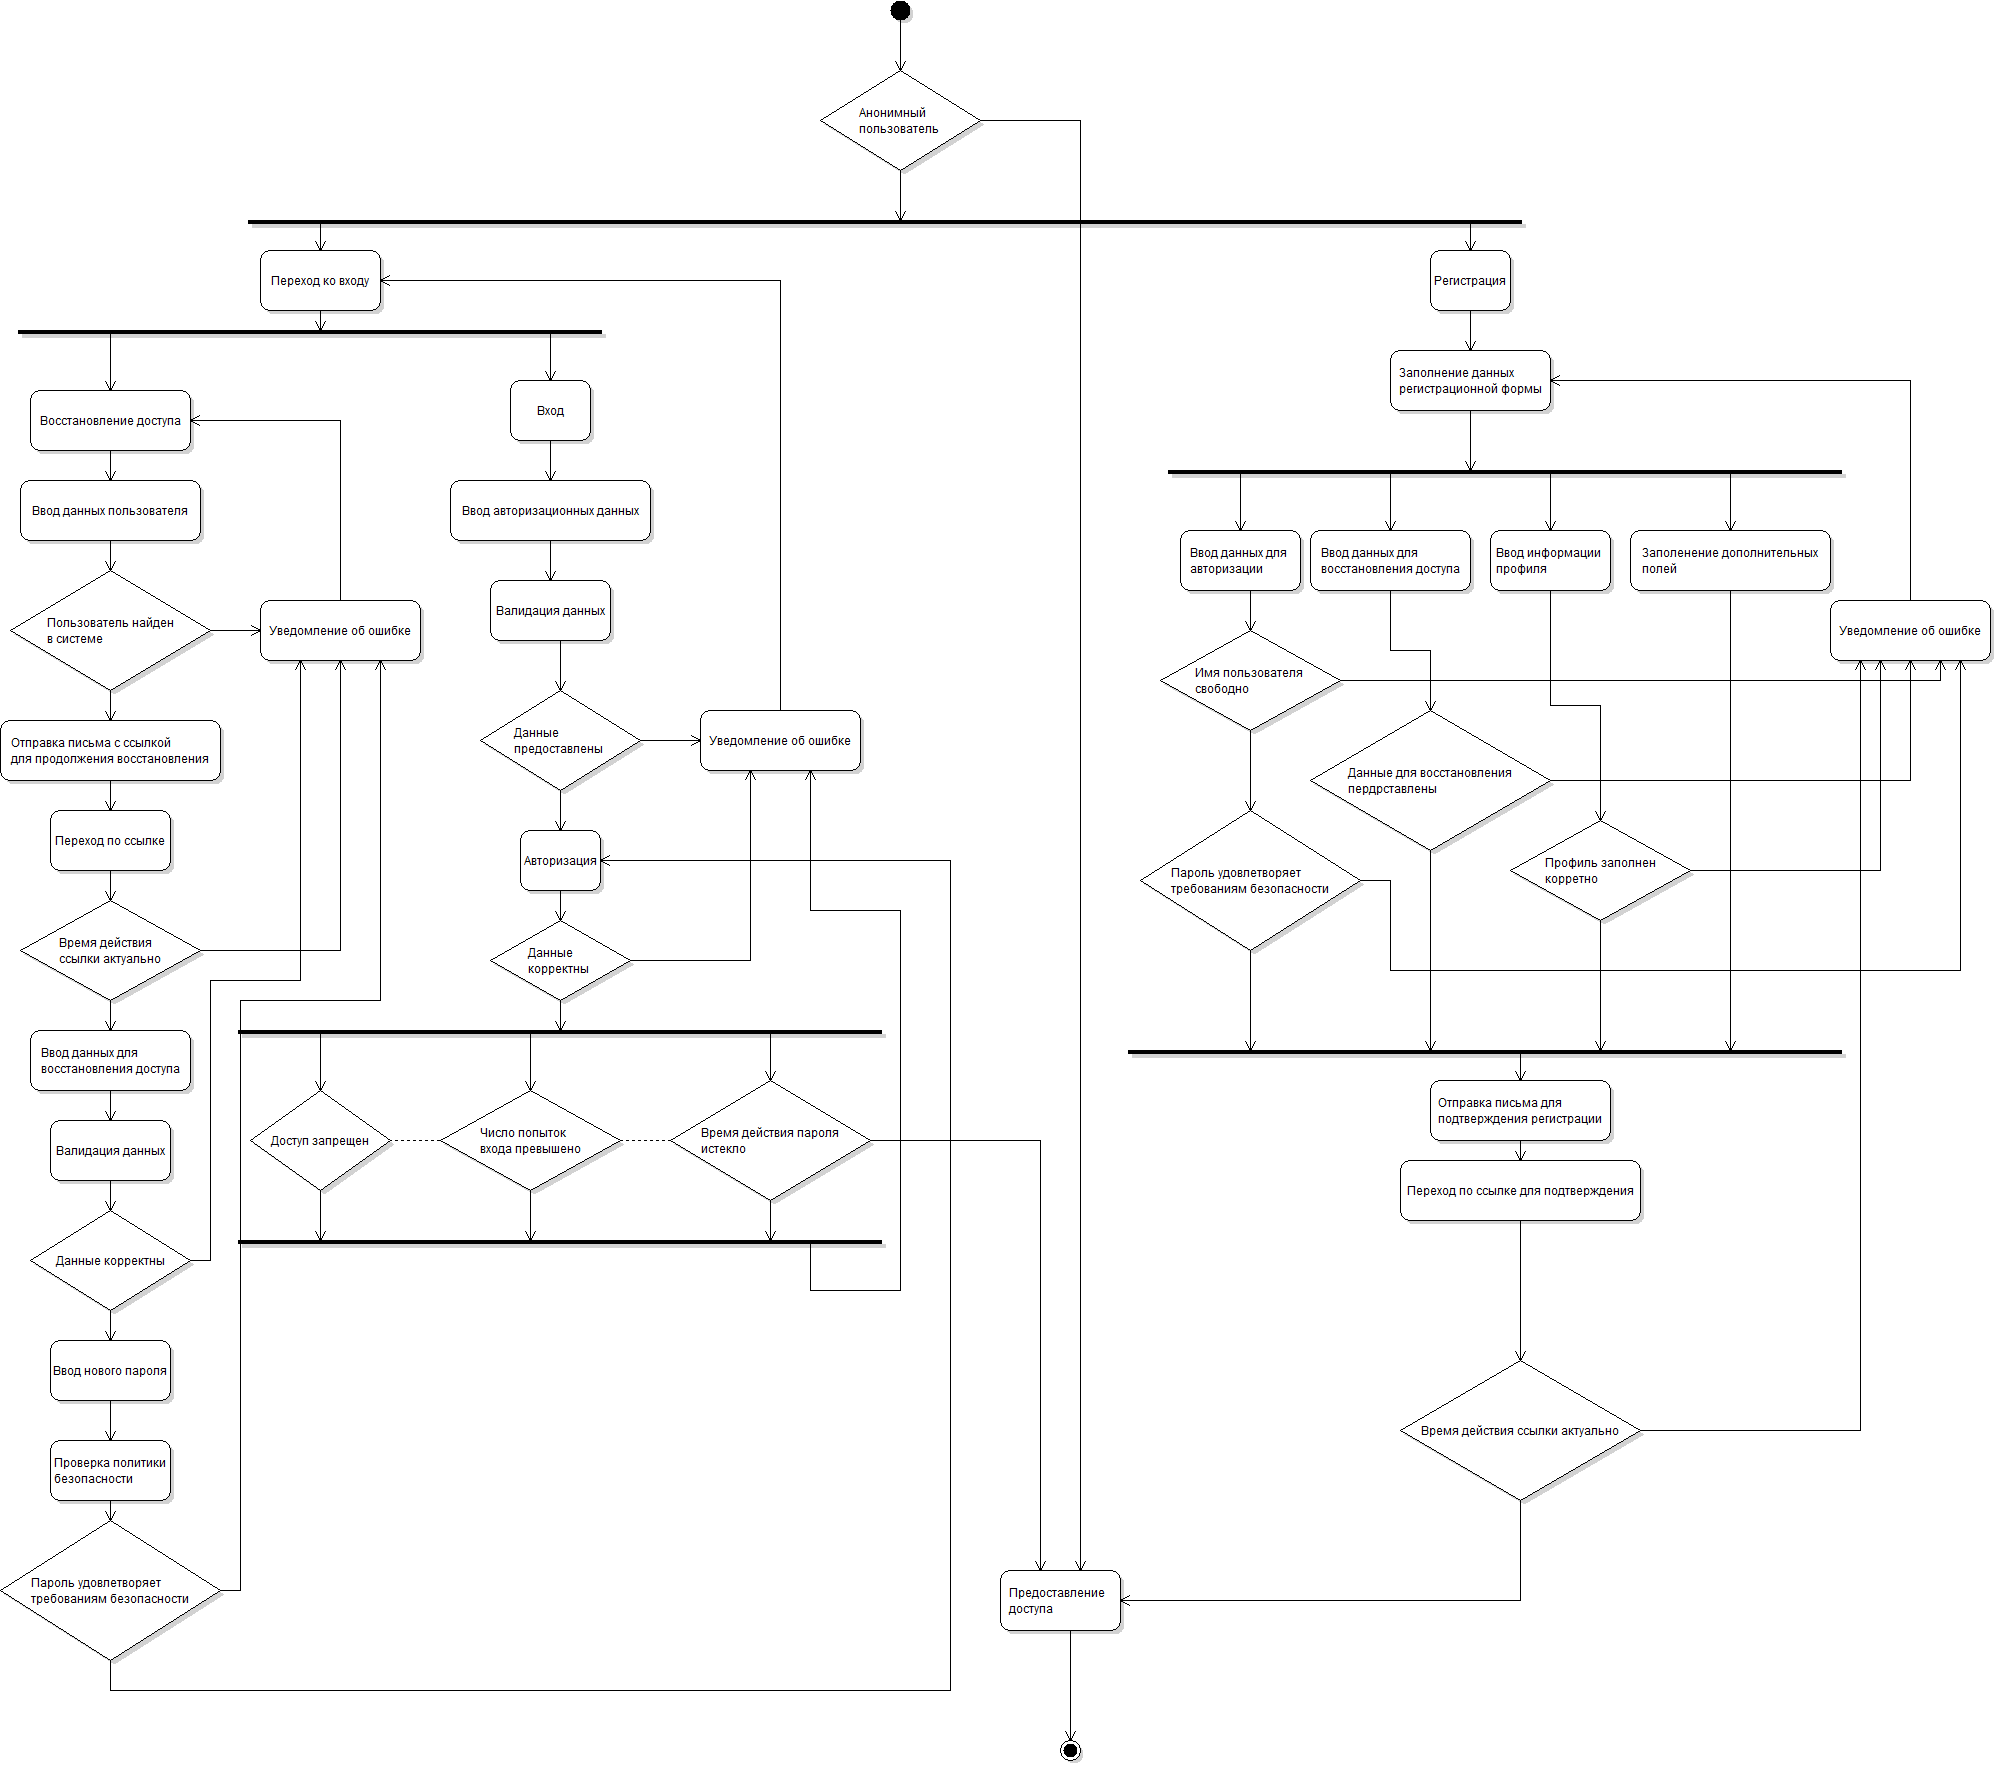 Анонимный
пользователь
Переход ко входу
Регистрация
Заполнение данных
регистрационной формы
Восстановление доступа
Вход
Ввод данных пользователя
Ввод авторизационных данных
Ввод данных для
авторизации
Ввод данных для
восстановления доступа
Ввод информации
профиля
Заполенение дополнительных
полей
Пользователь найден
в системе
Уведомление об ошибке
Валидация данных
Уведомление об ошибке
Имя пользователя
свободно
Отправка письма с ссылкой
для продолжения восстановления
Данные
предоставлены
Уведомление об ошибке
Данные для восстановления
пердрставлены
Переход по ссылке
Авторизация
Пароль удовлетворяет
требованиям безопасности
Профиль заполнен
корретно
Время действия
ссылки актуально
Данные
корректны
Ввод данных для
восстановления доступа
Доступ запрещен
Число попыток
входа превышено
Время действия пароля
истекло
Отправка письма для
подтверждения регистрации
Валидация данных
Переход по ссылке для подтверждения
Данные корректны
Ввод нового пароля
Время действия ссылки актуально
Проверка политики
безопасности
Пароль удовлетворяет
требованиям безопасности
Предоставление
доступа